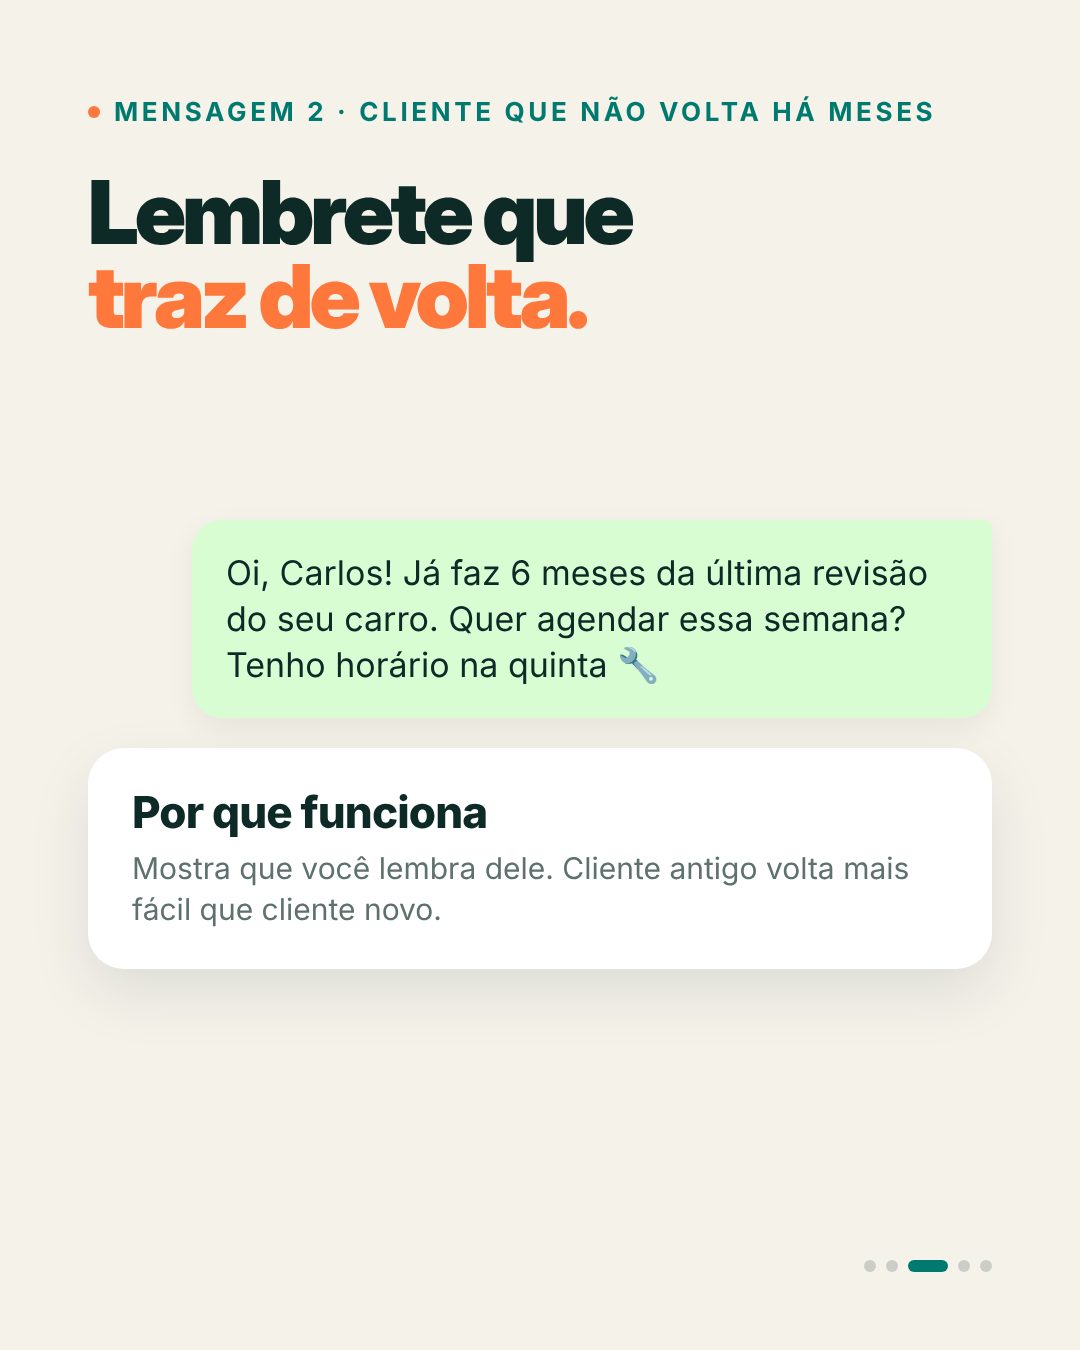 MENSAGEM 2 · CLIENTE QUE NÃO VOLTA HÁ MESES
Lembrete que
traz de volta.
Oi, Carlos! Já faz 6 meses da última revisão
do seu carro. Quer agendar essa semana?
Tenho horário na quinta 🔧
Por que funciona
Mostra que você lembra dele. Cliente antigo volta mais
fácil que cliente novo.